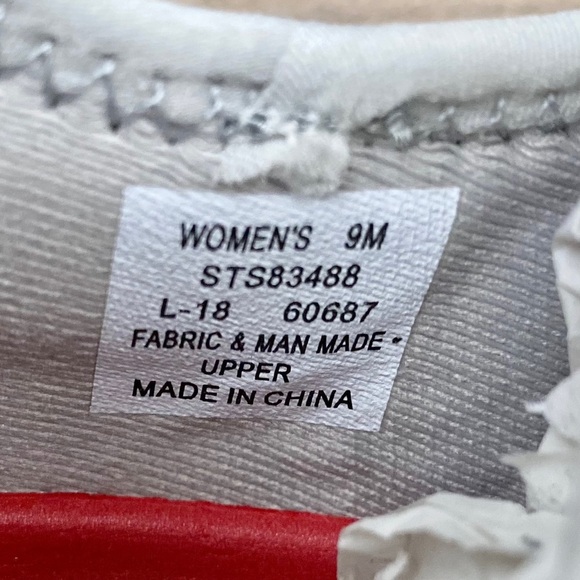 WOMEN'S 9M
STS83488
L-18 60687
FABRIC & MAN MADE
UPPER
MADE IN CHINA